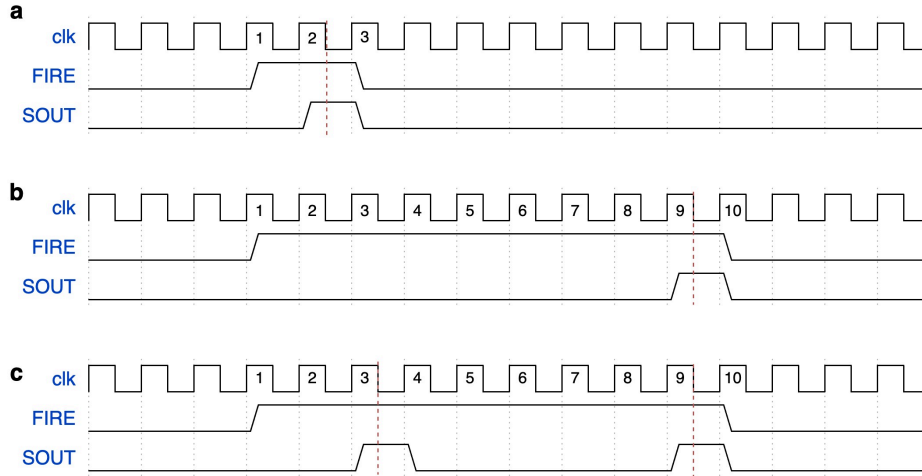 a
clk 1 2 3
FIRE
SOUT
b
clk 1 2 3 4 5 6 7 8 9 10
FIRE
SOUT
c
clk 1 2 3 4 5 6 7 8 9 10
FIRE
SOUT